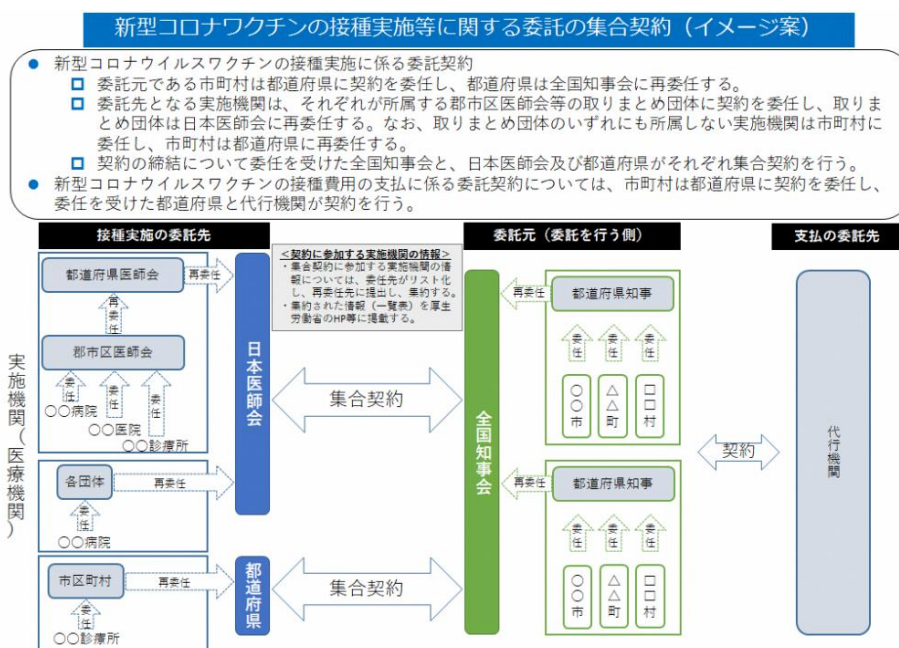 新型コロナワクチンの接種実施等に関する委託の集合契約（イメージ案）
● 新型コロナウイルスワクチンの接種実施に係る委託契約
□ 委託元である市町村は都道府県に契約を委任し、都道府県は全国知事会に再委任する。
□ 委託先となる実施機関は、それぞれが所属する郡市区医師会等の取りまとめ団体に契約を委任し、取りま
とめ団体は日本医師会に再委任する。なお、取りまとめ団体のいずれにも所属しない実施機関は市町村に
委任し、市町村は都道府県に再委任する。
□ 契約の締結について委任を受けた全国知事会と、日本医師会及び都道府県がそれぞれ集合契約を行う。
● 新型コロナウイルスワクチンの接種費用の支払に係る委託契約については、市町村は都道府県に契約を委任し、
委任を受けた都道府県と代行機関が契約を行う。
接種実施の委託先
委託元（委託を行う側）
支払の委託先
実施機関（医療機関）
都道府県医師会
再委任
再委任
郡市区医師会
委任
委任
委任
〇〇病院
〇〇医院
〇〇診療所
各団体
再委任
委任
〇〇病院
市区町村
再委任
委任
〇〇診療所
日本医師会
都道府県
＜契約に参加する実施機関の情報＞
・集合契約に参加する実施機関の情
報については、委任先がリスト化
し、再委任先に提出し、集約する。
・集約された情報（一覧表）を厚生
労働省のHP等に掲載する。
集合契約
集合契約
全国知事会
再委任
都道府県知事
委任
委任
委任
〇〇市
△△町
□□村
再委任
都道府県知事
委任
委任
委任
〇〇市
△△町
□□村
契約
代行機関